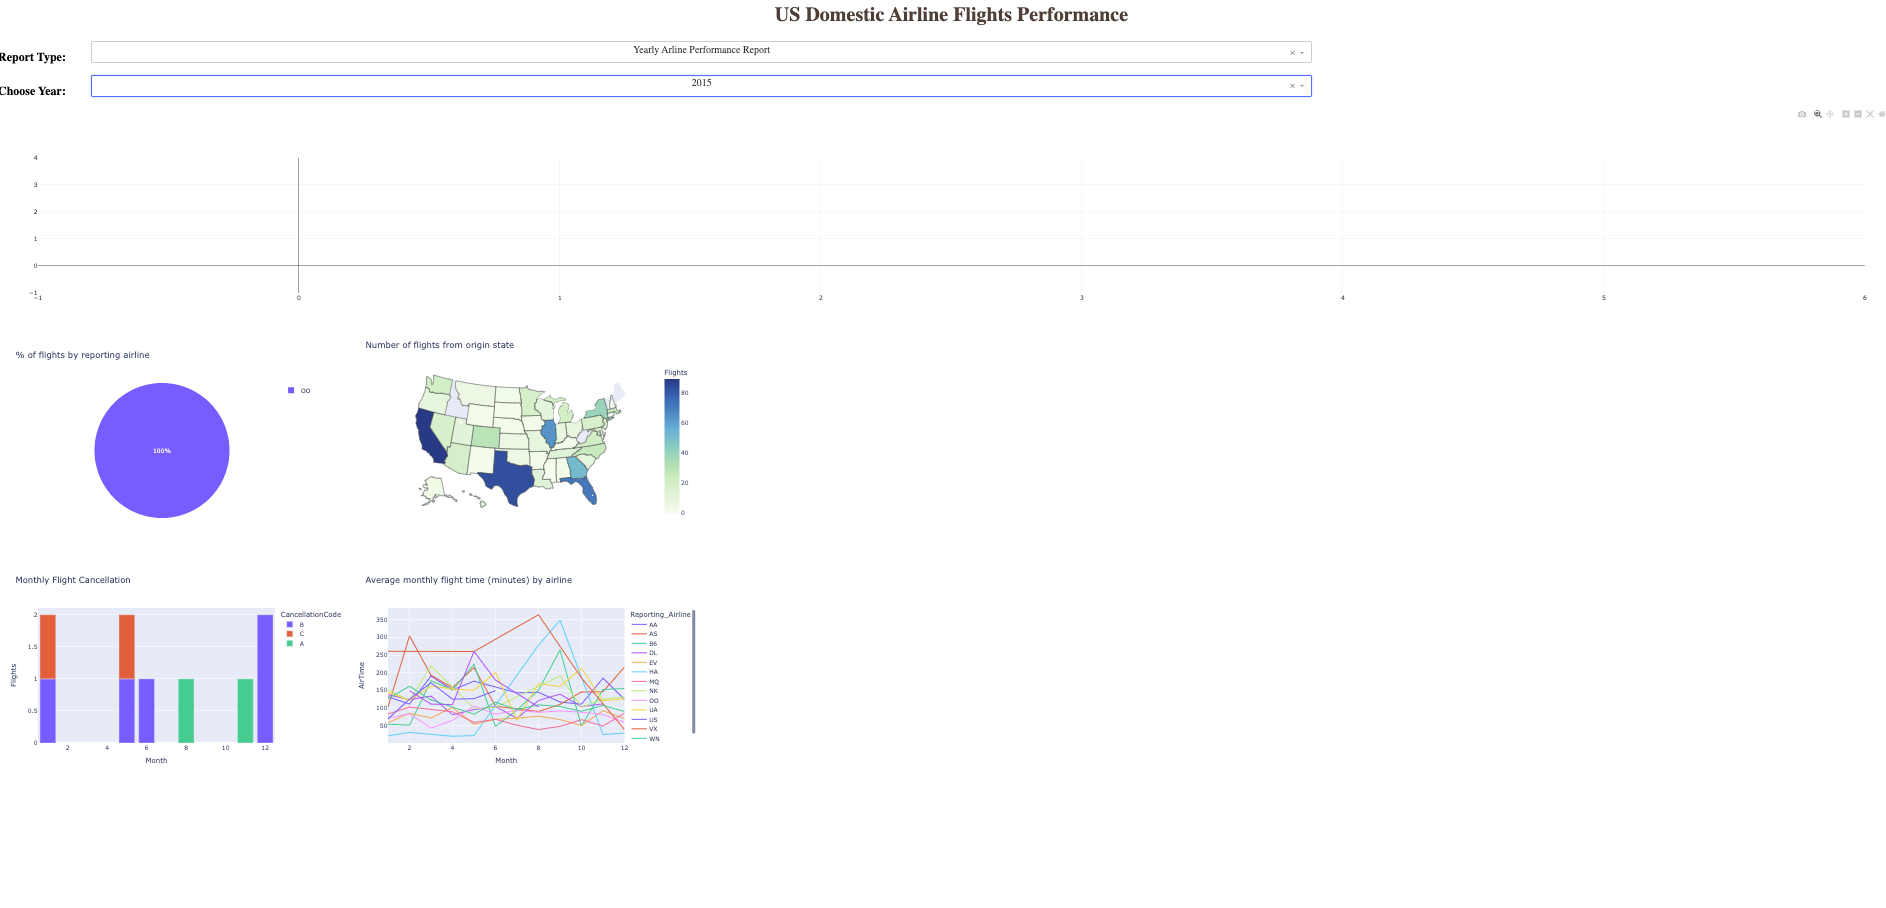 US Domestic Airline Flights Performance
Report Type:
Yearly Arline Performance Report
×
Choose Year:
2015
×
4
3
2
1
0
−1
−1 0 1 2 3 4 5 6
% of flights by reporting airline
OO
100%
Number of flights from origin state
Flights
80
60
40
20
0
Monthly Flight Cancellation
CancellationCode
B
C
A
Flights
2
1.5
1
0.5
0
2 4 6 8 10 12
Month
Average monthly flight time (minutes) by airline
Reporting_Airline
AA
AS
B6
DL
EV
HA
MQ
NK
OO
UA
US
VX
WN
AirTime
350
300
250
200
150
100
50
2 4 6 8 10 12
Month